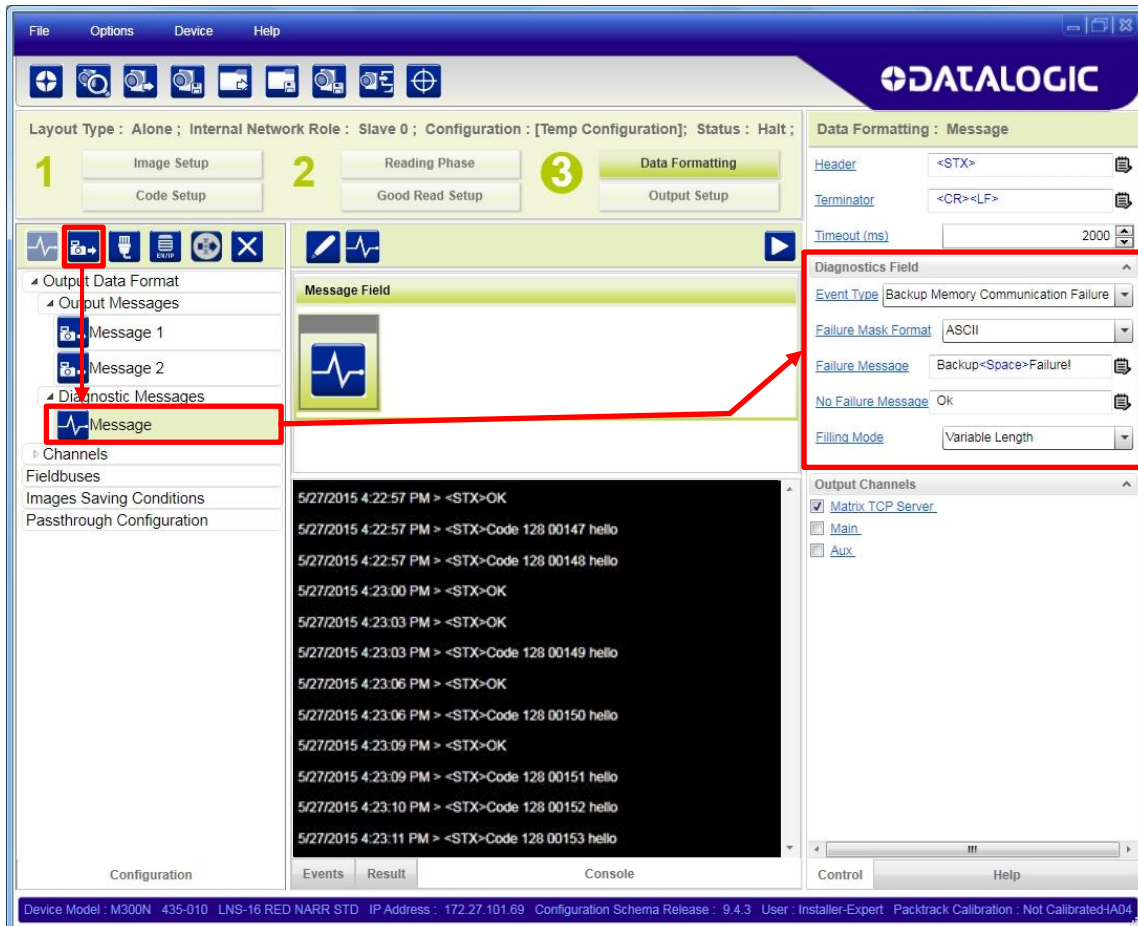 File Options Device Help
DATALOGIC
Layout Type : Alone ; Internal Network Role : Slave 0 ; Configuration : [Temp Configuration]; Status : Halt ;
1
Image Setup
Code Setup
2
Reading Phase
Good Read Setup
3
Data Formatting
Output Setup
EN/IP
Output Data Format
Output Messages
Message 1
Message 2
Diagnostic Messages
Message
Channels
Fieldbuses
Images Saving Conditions
Passthrough Configuration
Configuration
Message Field
5/27/2015 4:22:57 PM > <STX>OK
5/27/2015 4:22:57 PM > <STX>Code 128 00147 hello
5/27/2015 4:22:57 PM > <STX>Code 128 00148 hello
5/27/2015 4:23:00 PM > <STX>OK
5/27/2015 4:23:03 PM > <STX>OK
5/27/2015 4:23:03 PM > <STX>Code 128 00149 hello
5/27/2015 4:23:06 PM > <STX>OK
5/27/2015 4:23:06 PM > <STX>Code 128 00150 hello
5/27/2015 4:23:09 PM > <STX>OK
5/27/2015 4:23:09 PM > <STX>Code 128 00151 hello
5/27/2015 4:23:10 PM > <STX>Code 128 00152 hello
5/27/2015 4:23:11 PM > <STX>Code 128 00153 hello
Events Result Console
Data Formatting : Message
Header <STX>
Terminator <CR><LF>
Timeout (ms) 2000
Diagnostics Field
Event Type Backup Memory Communication Failure
Failure Mask Format ASCII
Failure Message Backup<Space>Failure!
No Failure Message Ok
Filling Mode Variable Length
Output Channels
Matrix TCP Server
Main
Aux
Control Help
Device Model : M300N 435-010 LNS-16 RED NARR STD IP Address : 172.27.101.69 Configuration Schema Release : 9.4.3 User : Installer-Expert Packtrack Calibration : Not Calibrated-IA04